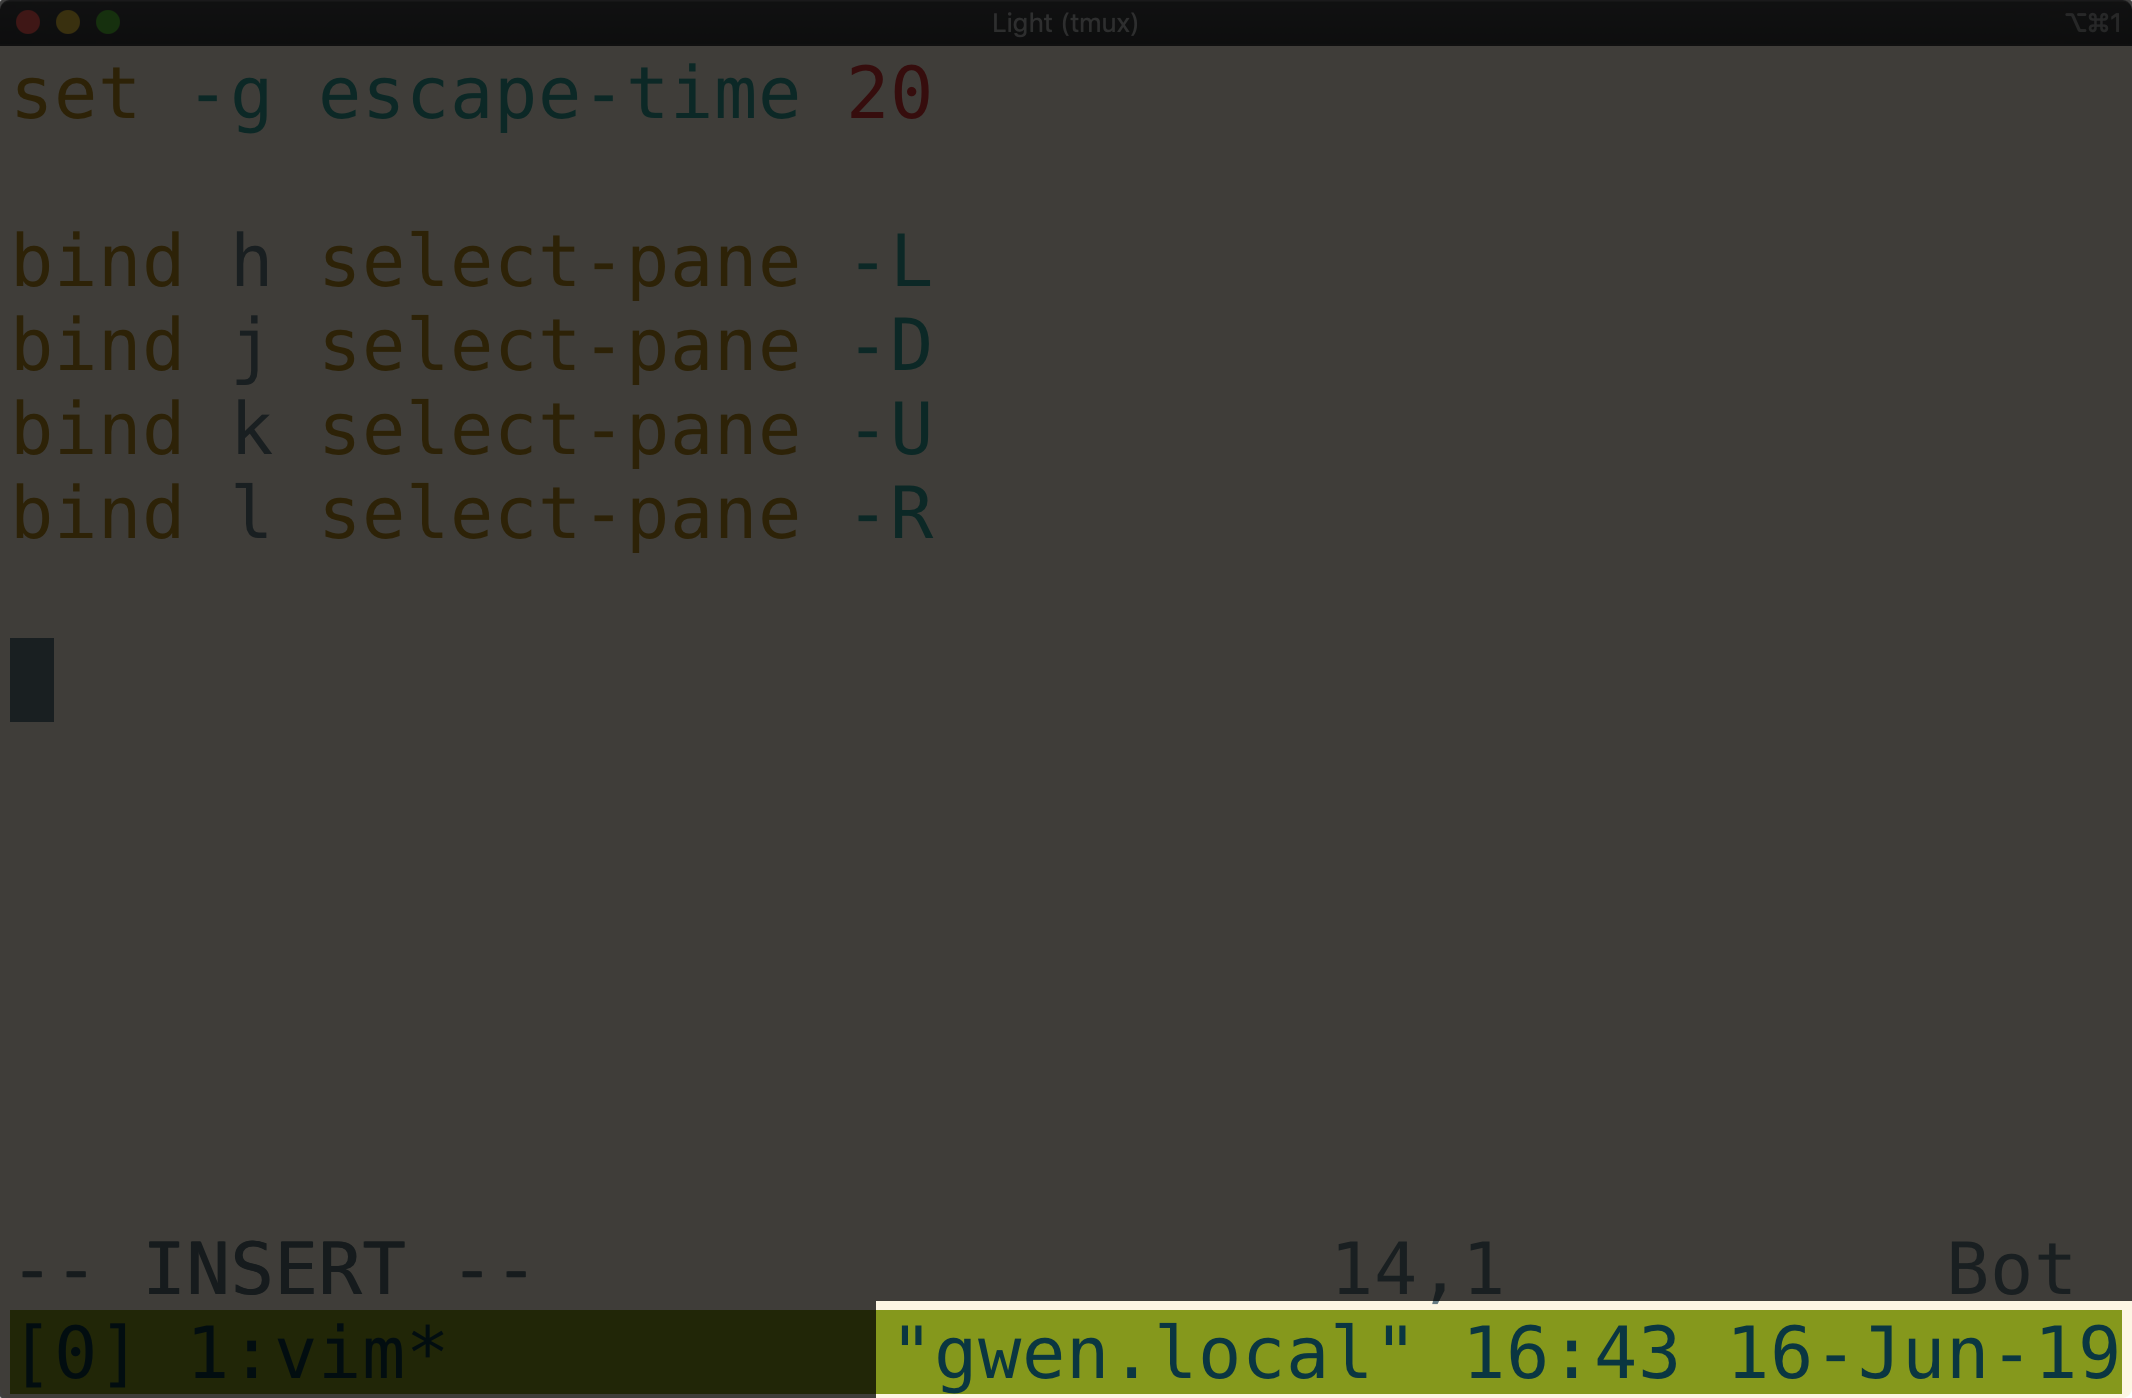 Light (tmux) ⌥⌘1
set -g escape-time 20
bind h select-pane -L
bind j select-pane -D
bind k select-pane -U
bind l select-pane -R
-- INSERT -- 14,1 Bot
[0] 1:vim* "gwen.local" 16:43 16-Jun-19